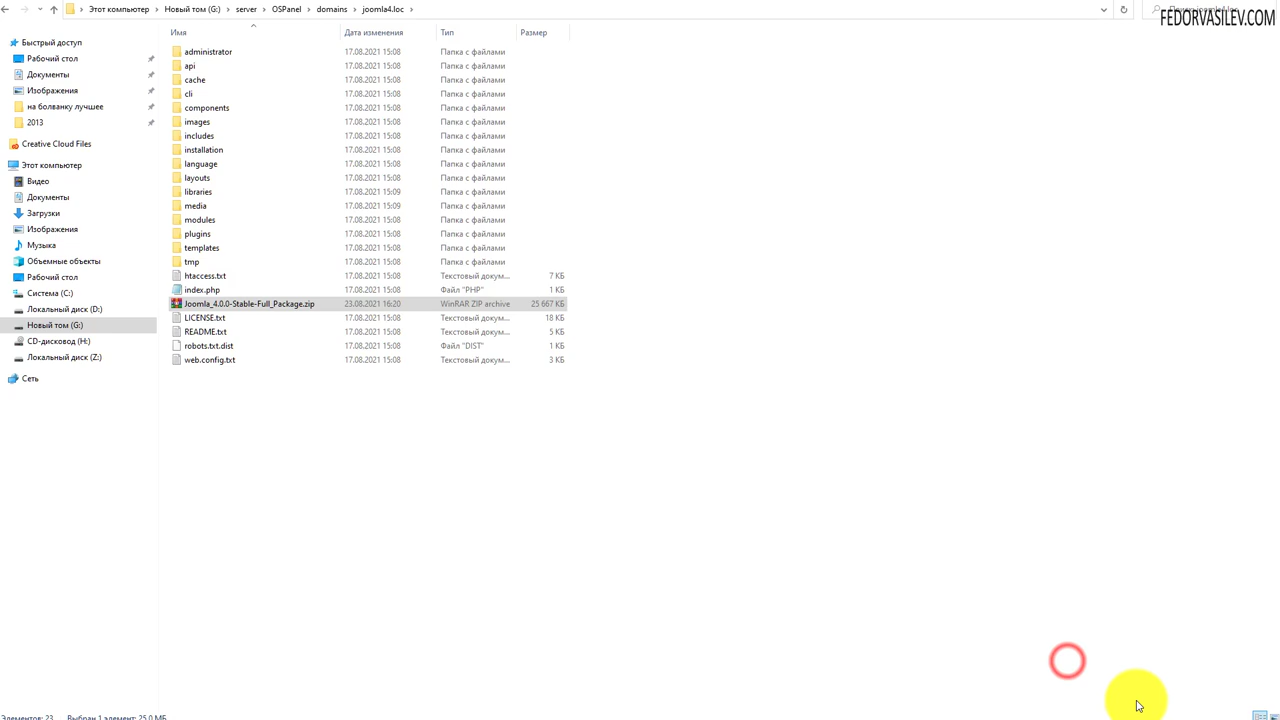 Этот компьютер › Новый том (G:) › server › OSPanel › domains › joomla4.loc ›
FEDORVASILEV.COM
Имя Дата изменения Тип Размер
Быстрый доступ
Рабочий стол
Документы
Изображения
на болванку лучшее
2013
Creative Cloud Files
Этот компьютер
Видео
Документы
Загрузки
Изображения
Музыка
Объемные объекты
Рабочий стол
Система (C:)
Локальный диск (D:)
Новый том (G:)
CD-дисковод (H:)
Локальный диск (Z:)
Сеть
administrator 17.08.2021 15:08 Папка с файлами
api 17.08.2021 15:08 Папка с файлами
cache 17.08.2021 15:08 Папка с файлами
cli 17.08.2021 15:08 Папка с файлами
components 17.08.2021 15:08 Папка с файлами
images 17.08.2021 15:08 Папка с файлами
includes 17.08.2021 15:08 Папка с файлами
installation 17.08.2021 15:08 Папка с файлами
language 17.08.2021 15:08 Папка с файлами
layouts 17.08.2021 15:08 Папка с файлами
libraries 17.08.2021 15:09 Папка с файлами
media 17.08.2021 15:09 Папка с файлами
modules 17.08.2021 15:08 Папка с файлами
plugins 17.08.2021 15:08 Папка с файлами
templates 17.08.2021 15:08 Папка с файлами
tmp 17.08.2021 15:08 Папка с файлами
htaccess.txt 17.08.2021 15:08 Текстовый докум... 7 КБ
index.php 17.08.2021 15:08 Файл "PHP" 1 КБ
Joomla_4.0.0-Stable-Full_Package.zip 23.08.2021 16:20 WinRAR ZIP archive 25 667 КБ
LICENSE.txt 17.08.2021 15:08 Текстовый докум... 18 КБ
README.txt 17.08.2021 15:08 Текстовый докум... 5 КБ
robots.txt.dist 17.08.2021 15:08 Файл "DIST" 1 КБ
web.config.txt 17.08.2021 15:08 Текстовый докум... 3 КБ
Элементов: 23 Выбран 1 элемент: 25,0 МБ